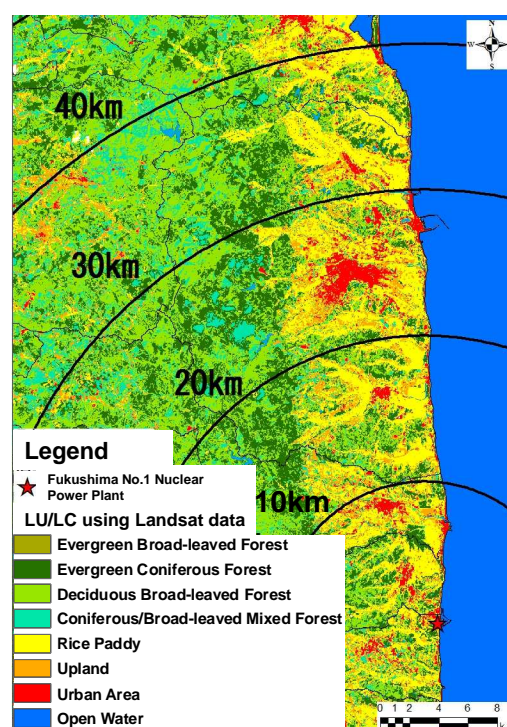 N
W
E
S
40km
30km
20km
10km
Legend
Fukushima No.1 Nuclear
Power Plant
LU/LC using Landsat data
Evergreen Broad-leaved Forest
Evergreen Coniferous Forest
Deciduous Broad-leaved Forest
Coniferous/Broad-leaved Mixed Forest
Rice Paddy
Upland
Urban Area
Open Water
0 1 2 4 6 8